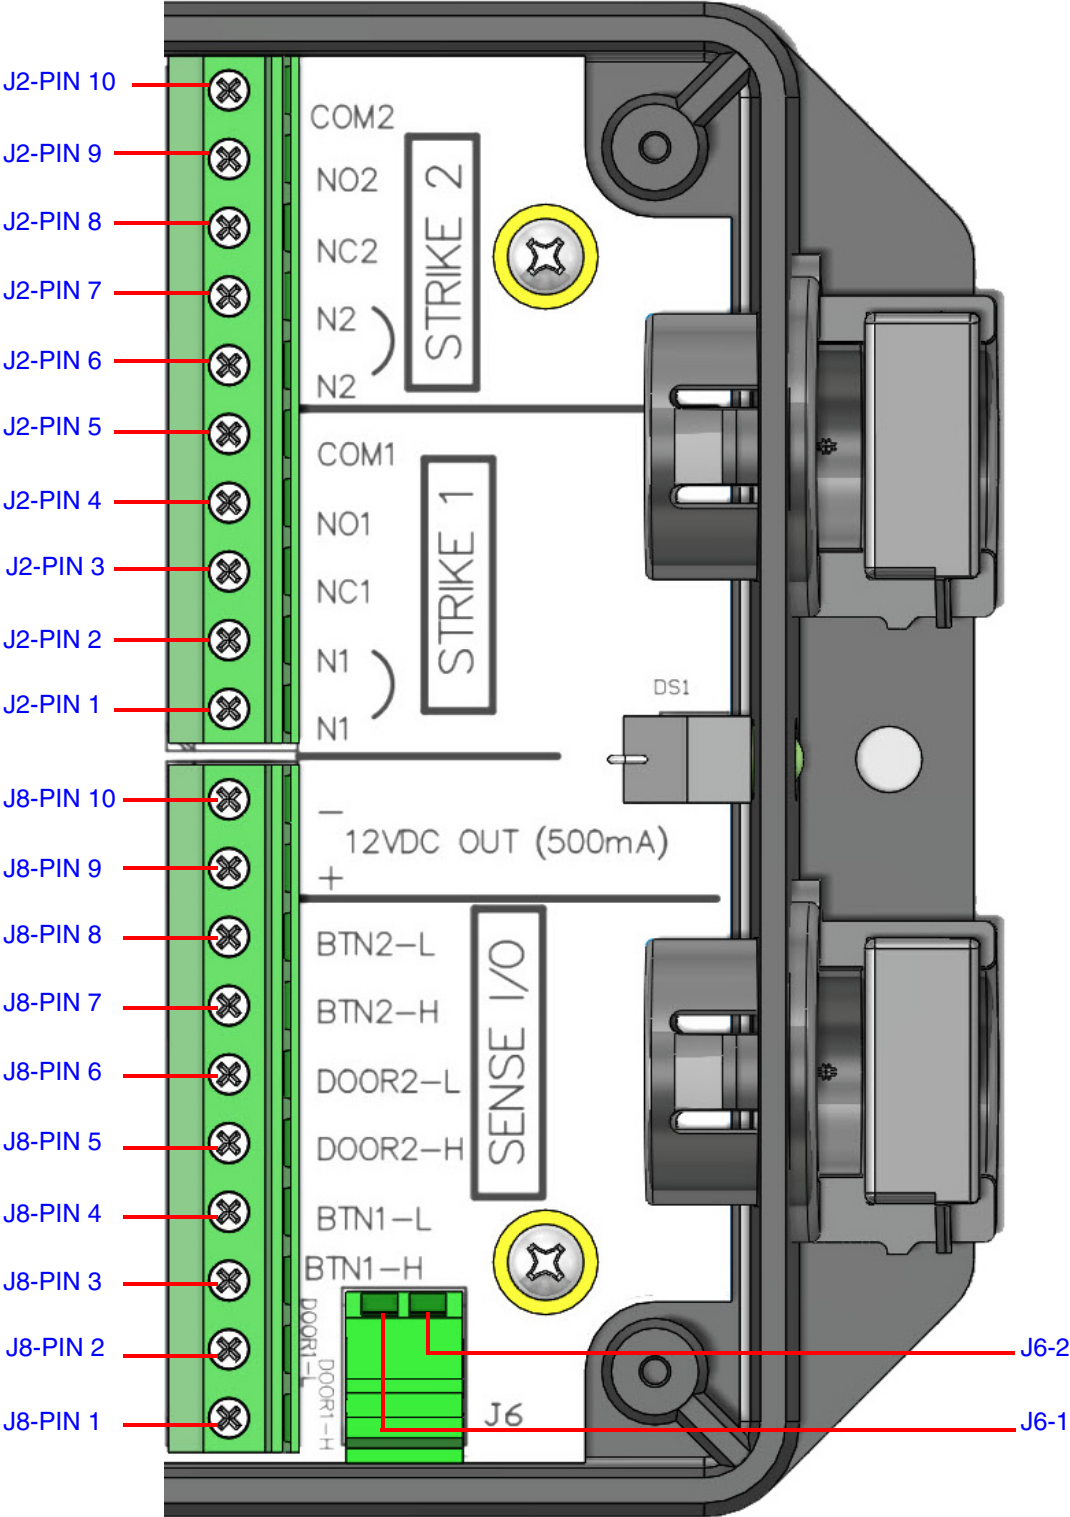 J2-PIN 10
COM2
J2-PIN 9
NO2
J2-PIN 8
NC2
STRIKE 2
J2-PIN 7
N2
J2-PIN 6
N2
J2-PIN 5
COM1
J2-PIN 4
NO1
J2-PIN 3
NC1
STRIKE 1
J2-PIN 2
N1
DS1
J2-PIN 1
N1
J8-PIN 10
−
12VDC OUT (500mA)
J8-PIN 9
+
J8-PIN 8
BTN2-L
J8-PIN 7
BTN2-H
SENSE I/O
J8-PIN 6
DOOR2-L
J8-PIN 5
DOOR2-H
J8-PIN 4
BTN1-L
J8-PIN 3
BTN1-H
J8-PIN 2
DOOR1-L
J6-2
J8-PIN 1
DOOR1-H
J6
J6-1